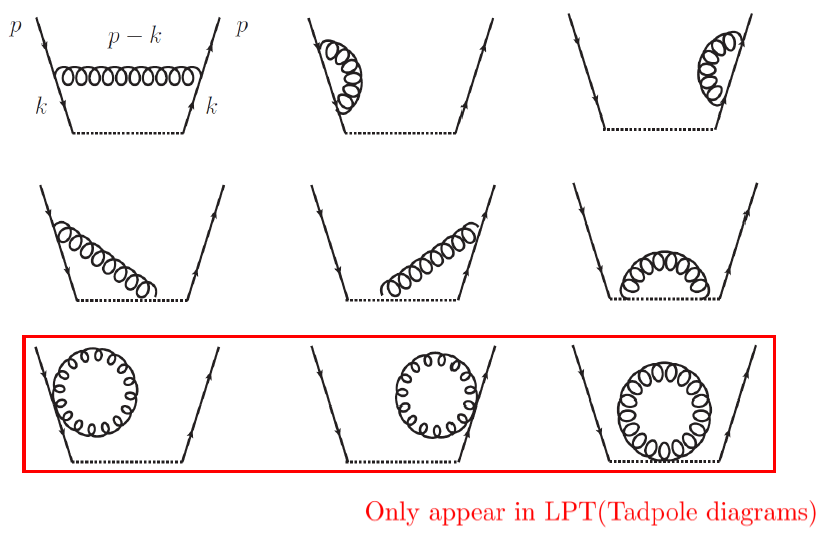 p p − k p
k k
Only appear in LPT(Tadpole diagrams)